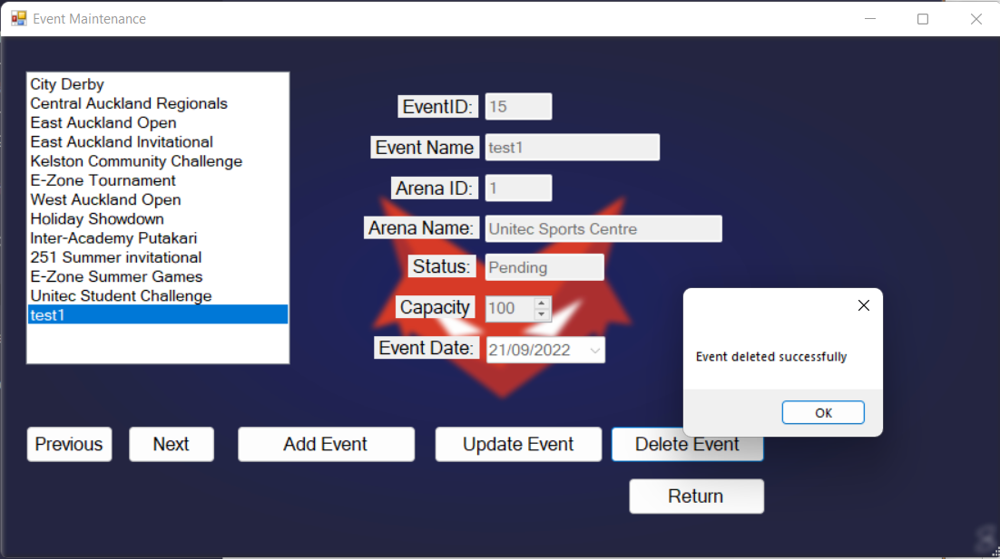 Event Maintenance
City Derby
Central Auckland Regionals
East Auckland Open
East Auckland Invitational
Kelston Community Challenge
E-Zone Tournament
West Auckland Open
Holiday Showdown
Inter-Academy Putakari
251 Summer invitational
E-Zone Summer Games
Unitec Student Challenge
test1
EventID: 15
Event Name test1
Arena ID: 1
Arena Name: Unitec Sports Centre
Status: Pending
Capacity 100
Event Date: 21/09/2022
Event deleted successfully
OK
Previous Next Add Event Update Event Delete Event
Return